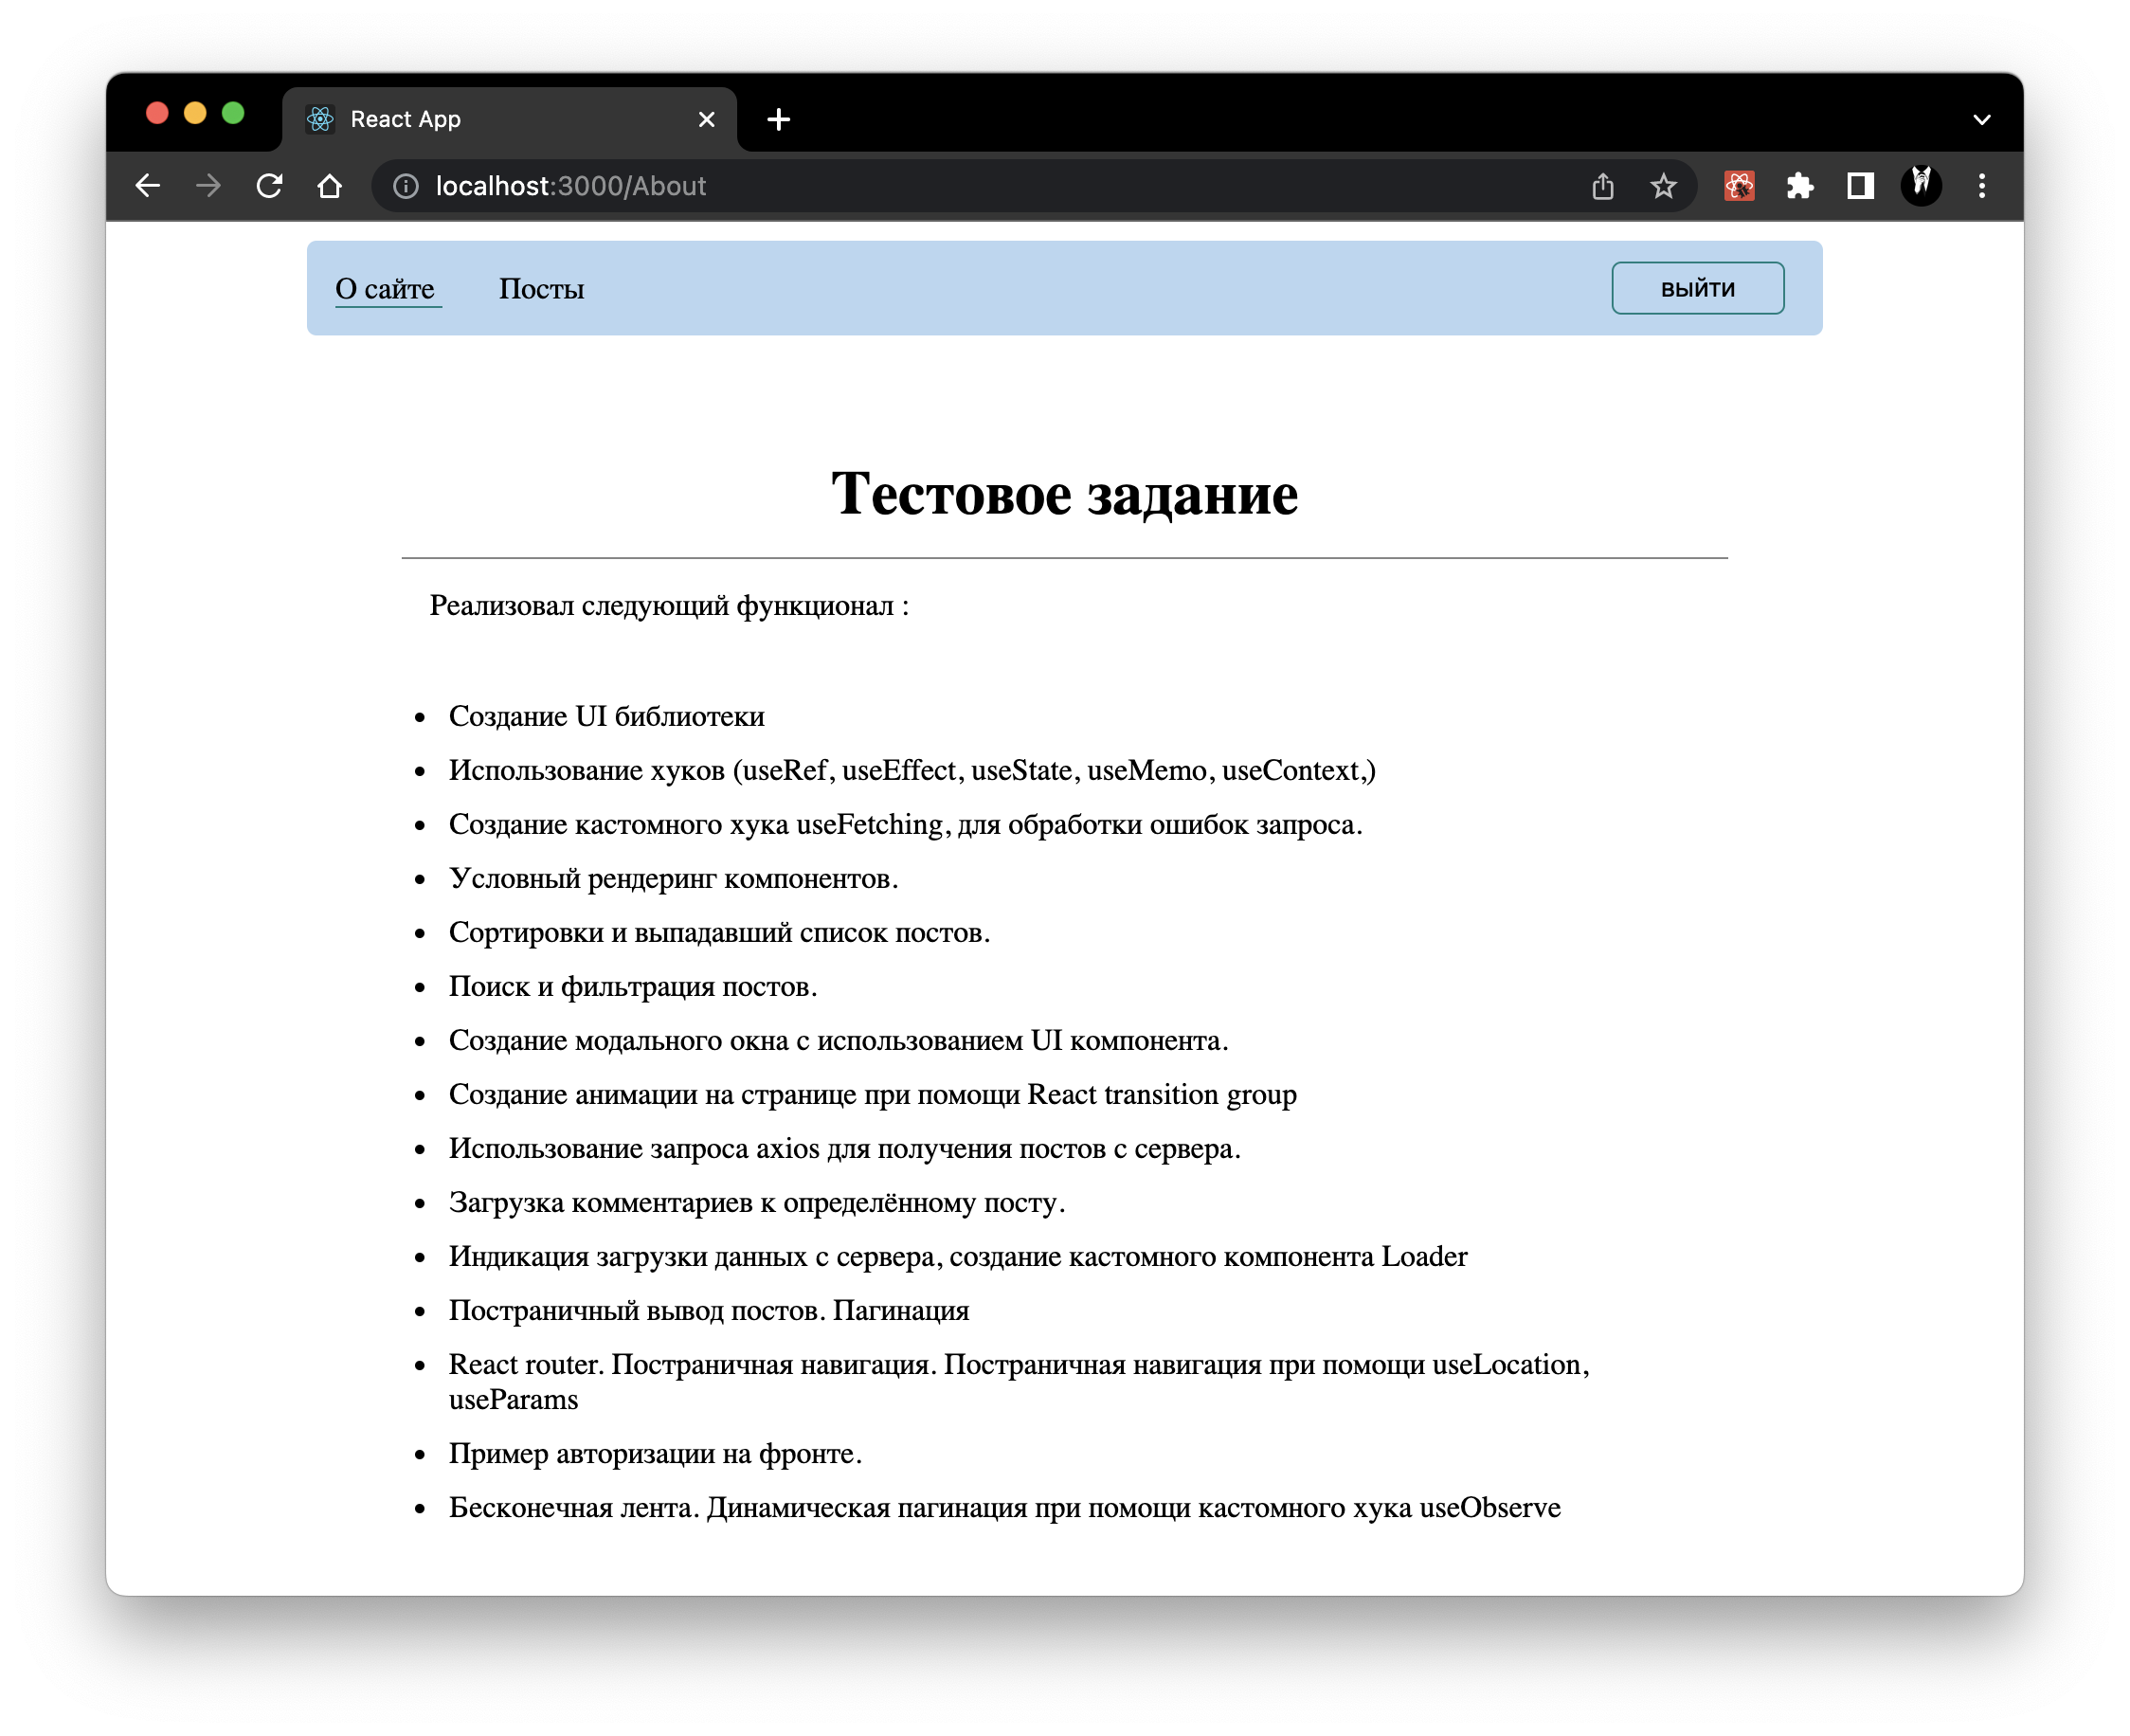 React App
localhost:3000/About
О сайте
Посты
выйти
Тестовое задание
Реализовал следующий функционал :
Создание UI библиотеки
Использование хуков (useRef, useEffect, useState, useMemo, useContext,)
Создание кастомного хука useFetching, для обработки ошибок запроса.
Условный рендеринг компонентов.
Сортировки и выпадавший список постов.
Поиск и фильтрация постов.
Создание модального окна с использованием UI компонента.
Создание анимации на странице при помощи React transition group
Использование запроса axios для получения постов с сервера.
Загрузка комментариев к определённому посту.
Индикация загрузки данных с сервера, создание кастомного компонента Loader
Постраничный вывод постов. Пагинация
React router. Постраничная навигация. Постраничная навигация при помощи useLocation,
useParams
Пример авторизации на фронте.
Бесконечная лента. Динамическая пагинация при помощи кастомного хука useObserve